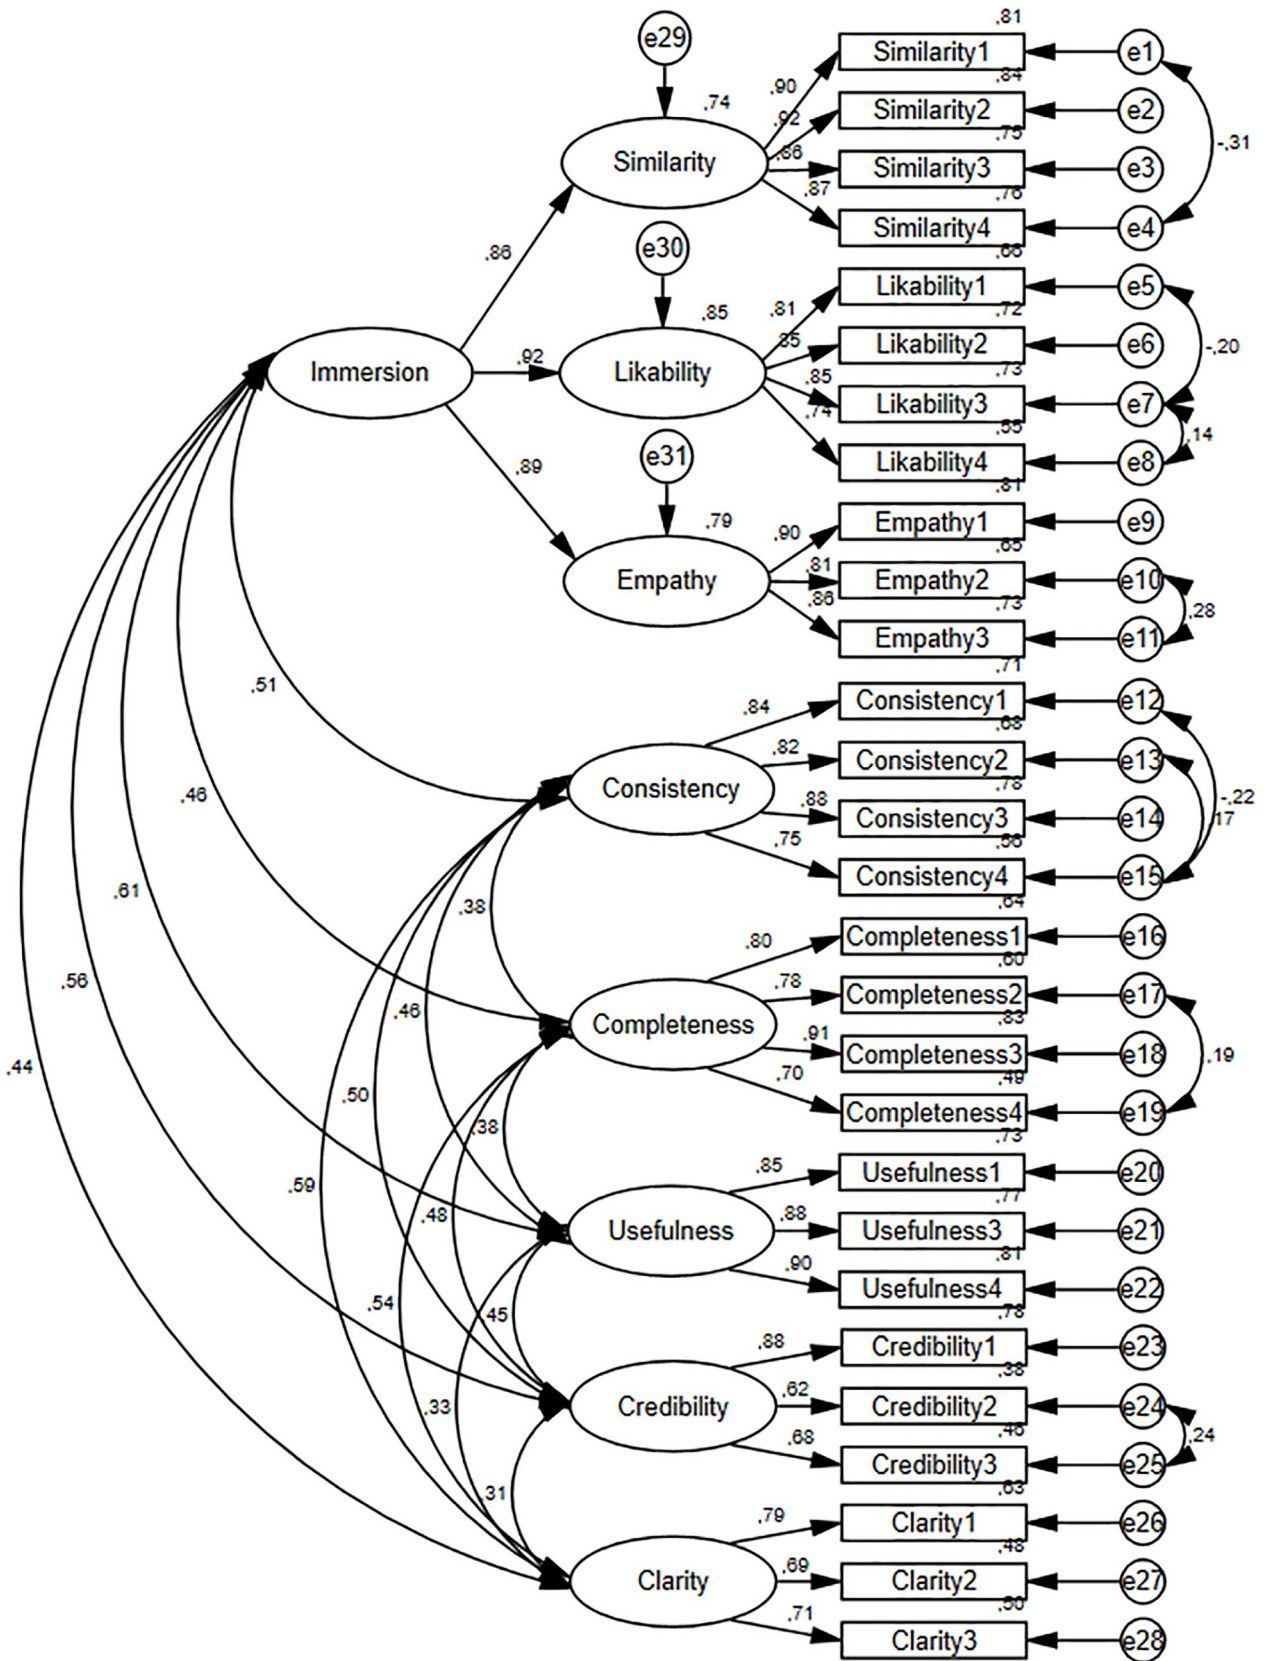 ,81
e29
Similarity1
e1
,90
,84
,74
,92
Similarity2
e2
,75
-,31
Similarity
,86
Similarity3
e3
,87
,76
Similarity4
e4
,86
e30
,66
Likability1
e5
,81
,72
,85
,85
Likability2
e6
-,20
Immersion
,92
Likability
,73
,85
Likability3
e7
,74
,55
,14
e31
Likability4
e8
,89
,81
,79
Empathy1
e9
,90
,65
,81
Empathy
Empathy2
e10
,86
,73
,28
Empathy3
e11
,71
,51
,84
Consistency1
e12
,68
,82
Consistency2
e13
,78
Consistency
-,22
,88
Consistency3
e14
,17
,46
,75
,56
Consistency4
e15
,61
,64
,38
,80
Completeness1
e16
,60
,56
,78
Completeness2
e17
,46
,83
Completeness
,91
Completeness3
e18
,19
,44
,70
,49
,50
Completeness4
e19
,38
,73
,85
Usefulness1
e20
,59
,77
,48
,88
Usefulness
Usefulness3
e21
,81
,90
Usefulness4
e22
,54
,45
,78
,88
Credibility1
e23
,38
,62
,33
Credibility
Credibility2
e24
,46
,68
,24
Credibility3
e25
,31
,63
,79
Clarity1
e26
,48
,69
Clarity
Clarity2
e27
,50
,71
Clarity3
e28